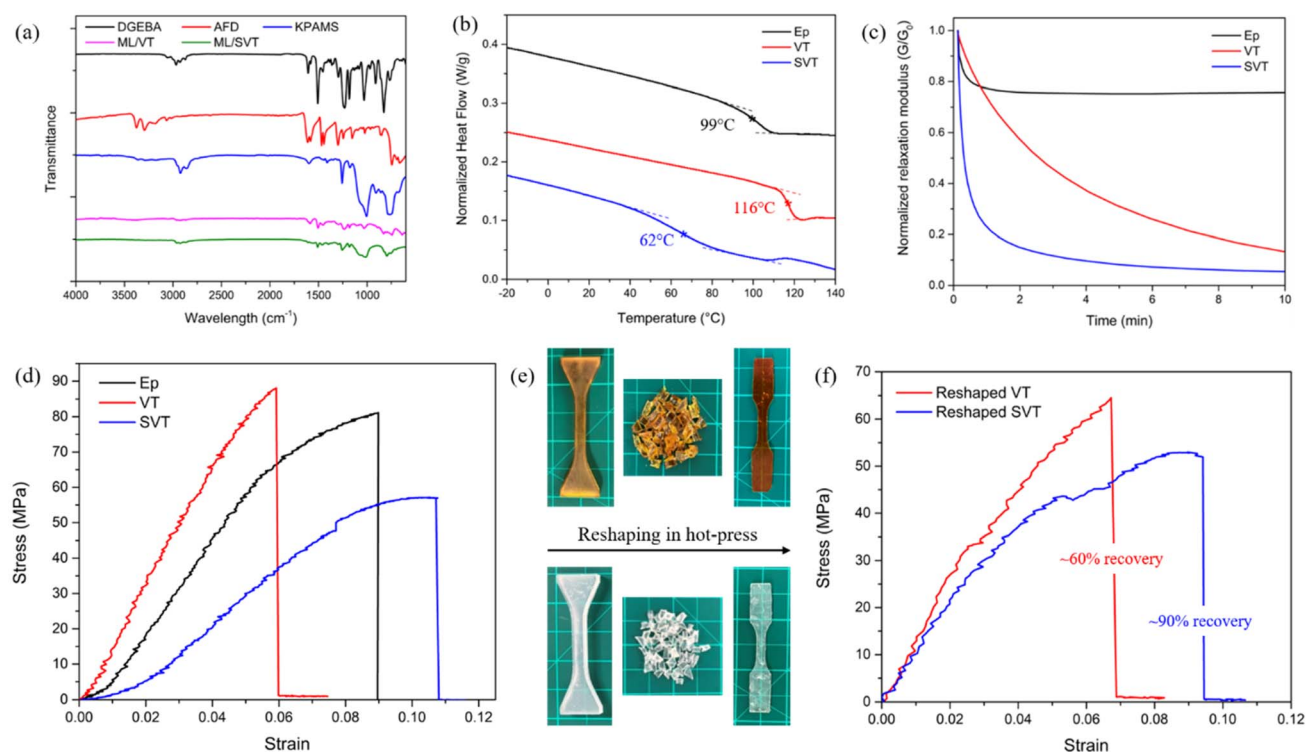 (a)
DGEBA AFD KPAMS
ML/VT ML/SVT
Transmittance
4000 3500 3000 2500 2000 1500 1000
Wavelength (cm⁻¹)
(b)
Ep
VT
SVT
Normalized Heat Flow (W/g)
0.4
0.3
0.2
0.1
0.0
99°C
116°C
62°C
-20 0 20 40 60 80 100 120 140
Temperature (°C)
(c)
Ep
VT
SVT
Normalized relaxation modulus (G/G₀)
1.0
0.8
0.6
0.4
0.2
0.0
0 2 4 6 8 10
Time (min)
(d)
Ep
VT
SVT
Stress (MPa)
90
80
70
60
50
40
30
20
10
0
0.00 0.02 0.04 0.06 0.08 0.10 0.12
Strain
(e)
Reshaping in hot-press
(f)
Reshaped VT
Reshaped SVT
Stress (MPa)
70
60
50
40
30
20
10
0
~60% recovery
~90% recovery
0.00 0.02 0.04 0.06 0.08 0.10 0.12
Strain